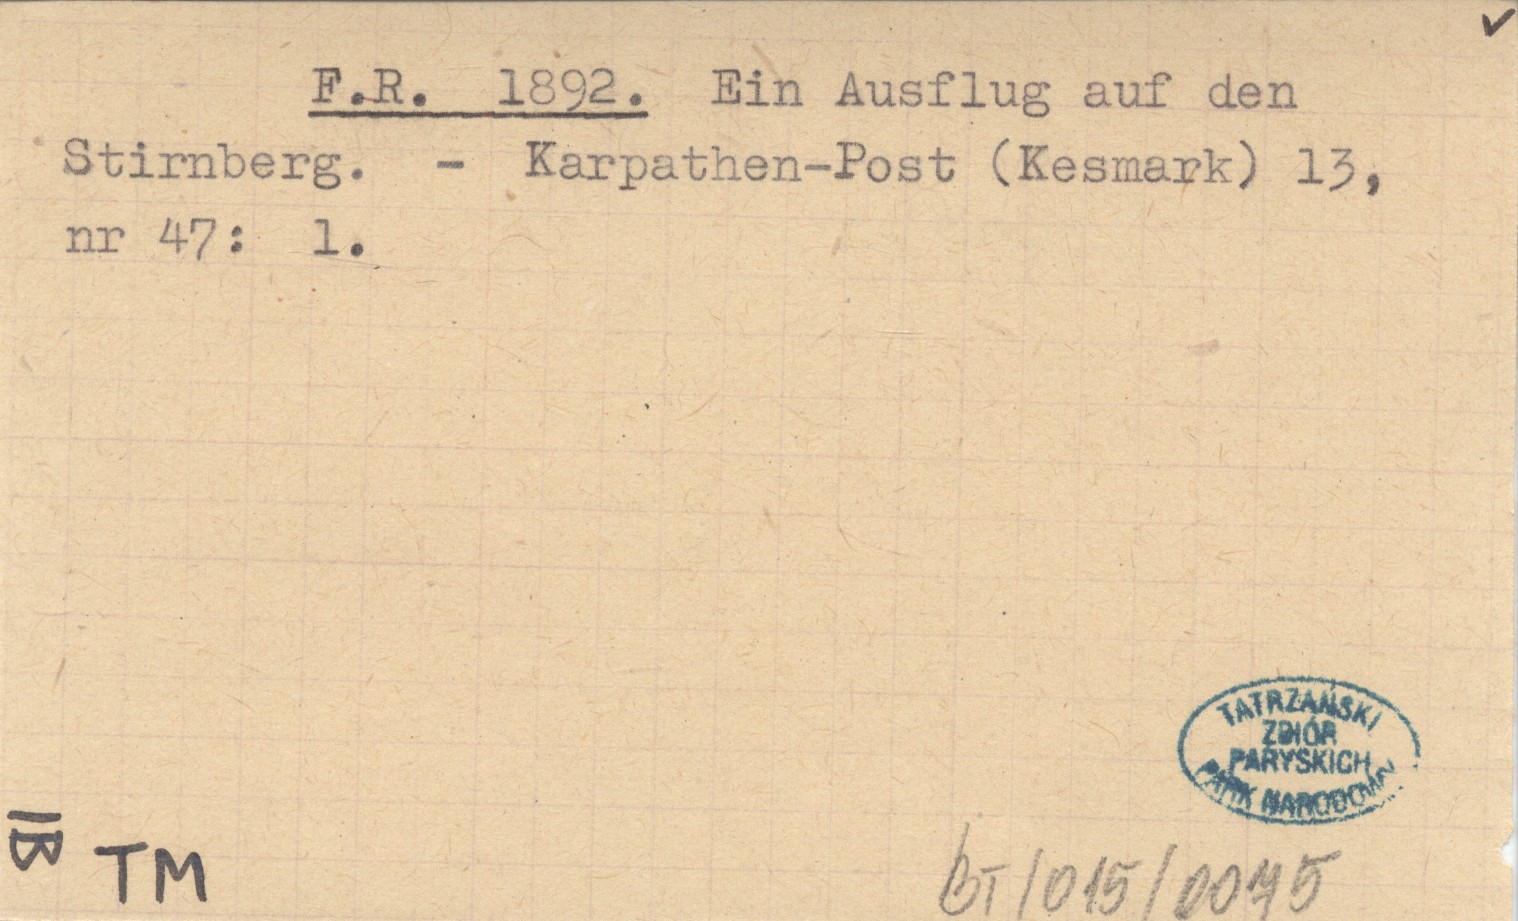 F.R. 1892. Ein Ausflug auf den
Stirnberg. - Karpathen-Post (Kesmark) 13,
nr 47: 1.
TATRZAŃSKI
ZBIÓR
PARYSKICH
PARK NARODOWY
IB
TM
BT/015/0075